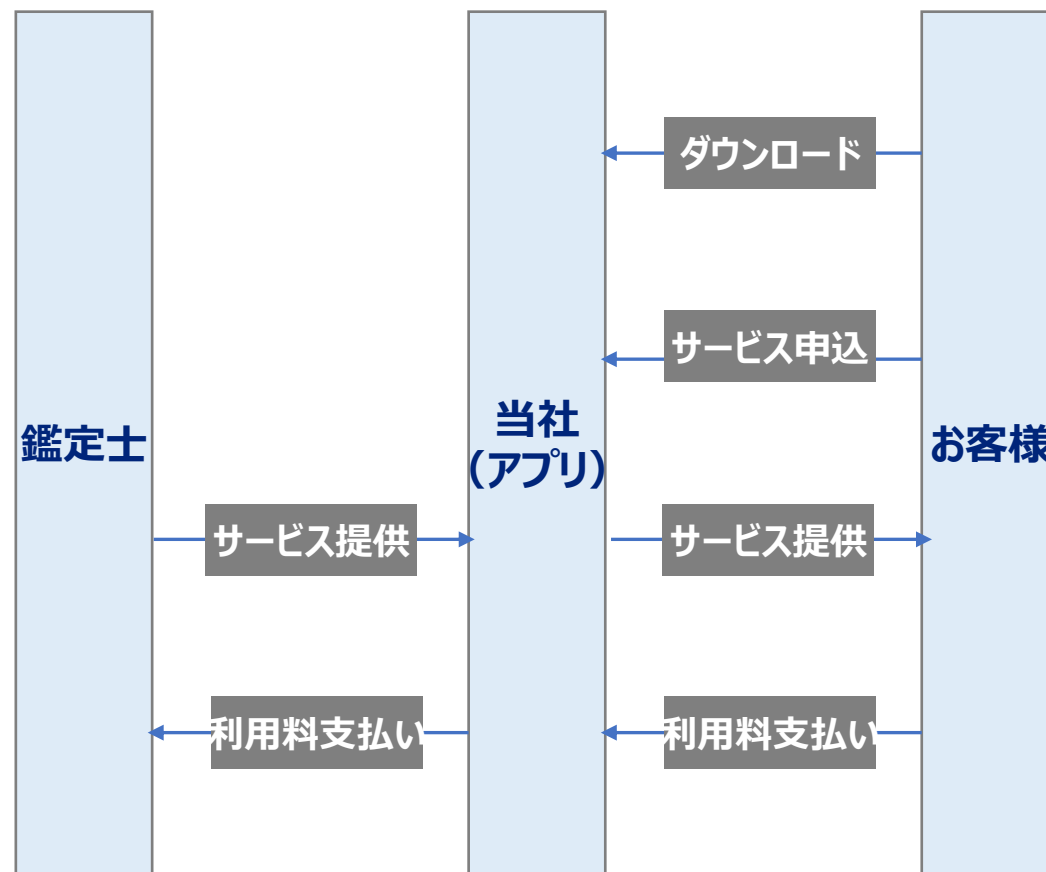 ダウンロード
サービス申込
鑑定士
当社
（アプリ）
お客様
サービス提供
サービス提供
利用料支払い
利用料支払い